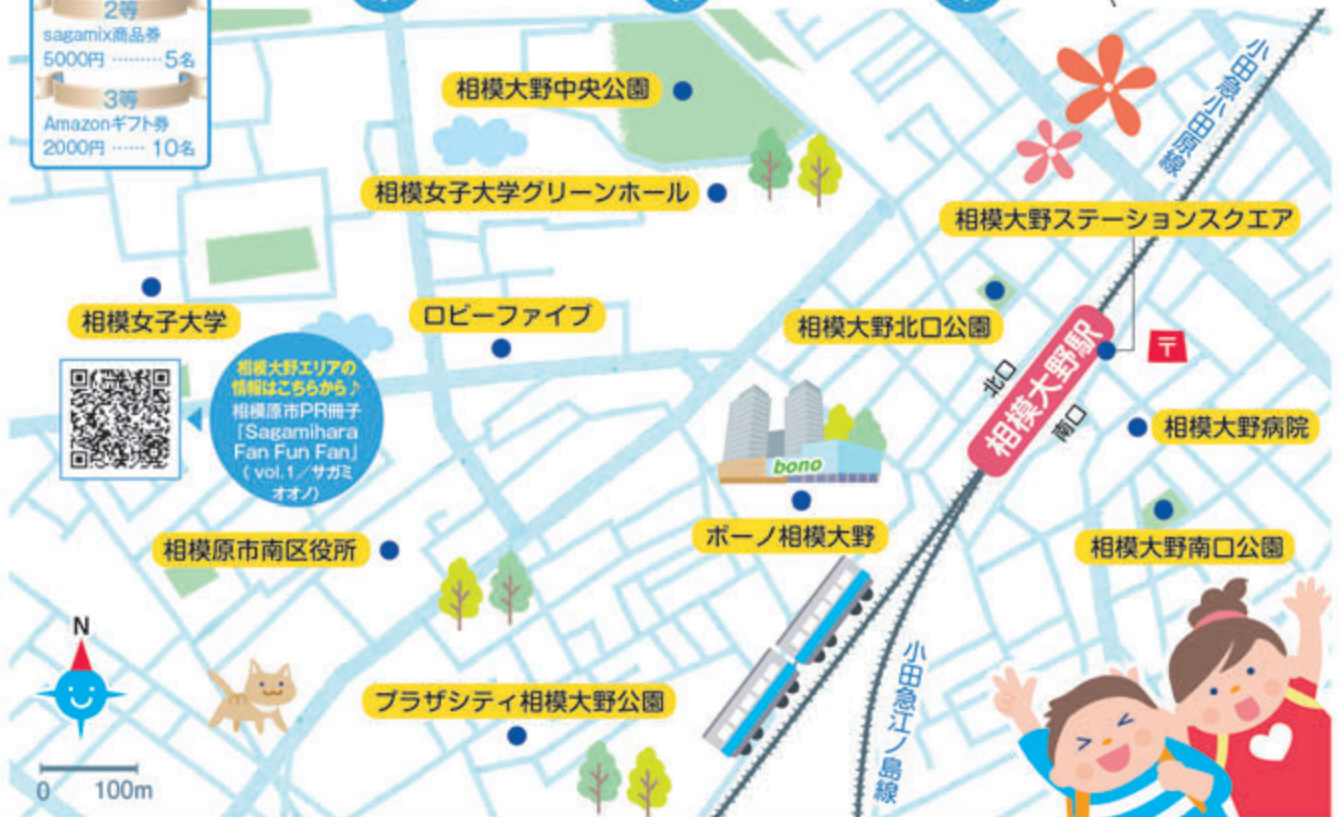 2等
sagamix商品券
5000円 ……… 5名
3等
Amazonギフト券
2000円 …… 10名
相模大野中央公園
小田急小田原線
相模女子大学グリーンホール
相模大野ステーションスクエア
相模女子大学
ロビーファイブ
相模大野北口公園
〒
北口
相模大野駅
南口
相模大野エリアの
情報はこちらから♪
相模原市PR冊子
「Sagamihara
Fan Fun Fan」
( vol.1／サガミ
オオノ)
相模大野病院
bono
ボーノ相模大野
相模原市南区役所
相模大野南口公園
N
小田急江ノ島線
プラザシティ相模大野公園
0 100m